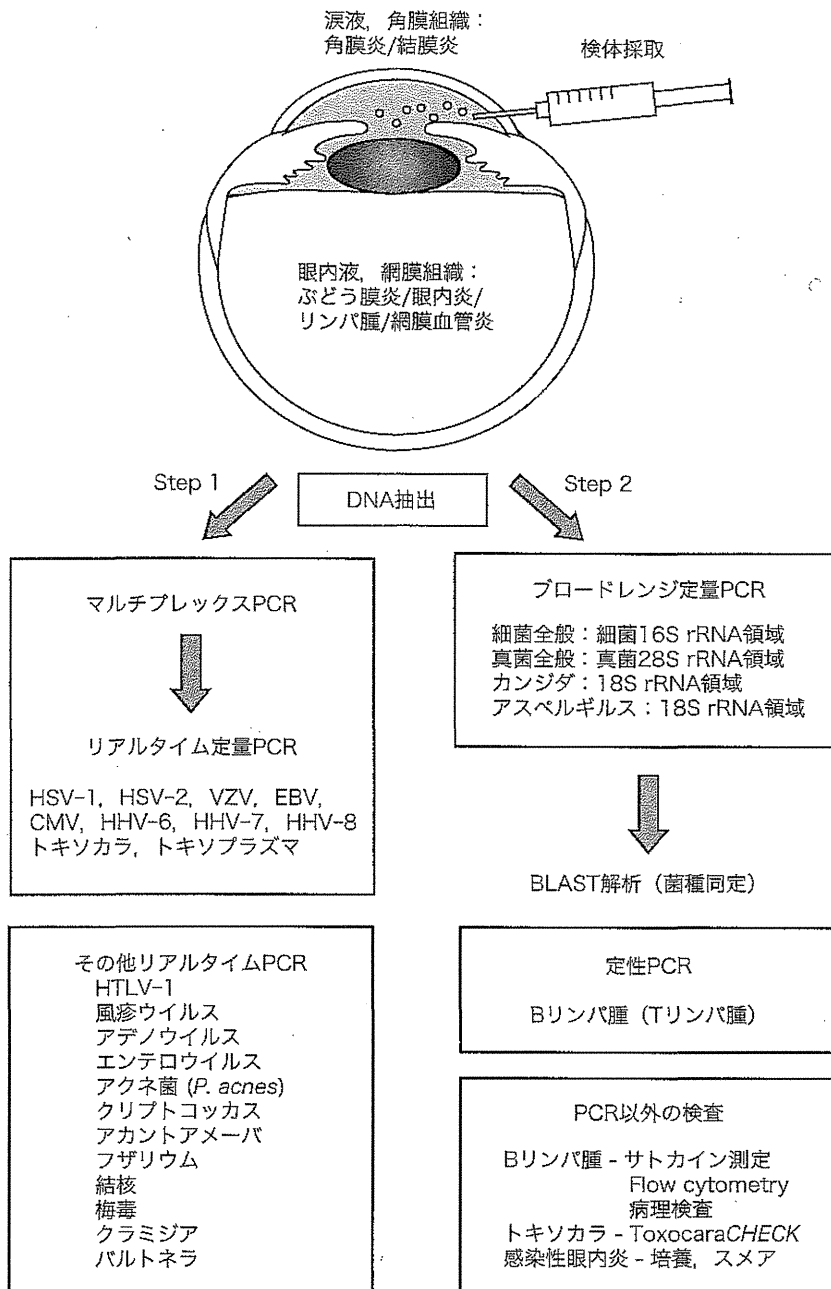 涙液，角膜組織：
角膜炎/結膜炎
検体採取
眼内液，網膜組織：
ぶどう膜炎/眼内炎/
リンパ腫/網膜血管炎
Step 1
DNA抽出
Step 2
マルチプレックスPCR
リアルタイム定量PCR
HSV-1，HSV-2，VZV，EBV，
CMV，HHV-6，HHV-7，HHV-8
トキソカラ，トキソプラズマ
ブロードレンジ定量PCR
細菌全般：細菌16S rRNA領域
真菌全般：真菌28S rRNA領域
カンジダ：18S rRNA領域
アスペルギルス：18S rRNA領域
BLAST解析（菌種同定）
その他リアルタイムPCR
HTLV-1
風疹ウイルス
アデノウイルス
エンテロウイルス
アクネ菌 (P. acnes)
クリプトコッカス
アカントアメーバ
フザリウム
結核
梅毒
クラミジア
バルトネラ
定性PCR
Bリンパ腫（Tリンパ腫）
PCR以外の検査
Bリンパ腫 - サトカイン測定
Flow cytometry
病理検査
トキソカラ - ToxocaraCHECK
感染性眼内炎 - 培養，スメア